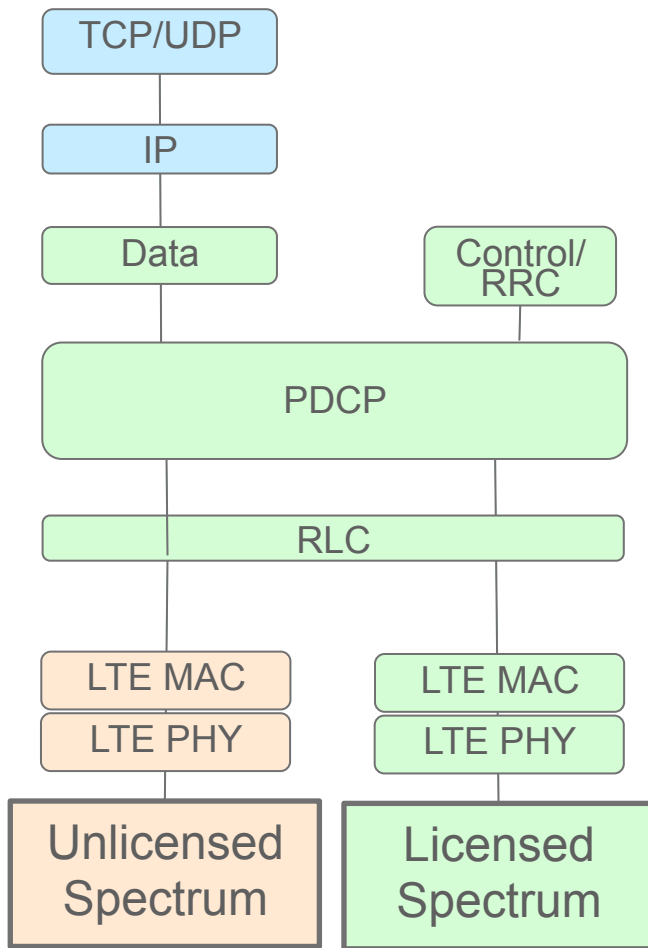 TCP/UDP
IP
Data
Control/
RRC
PDCP
RLC
LTE MAC
LTE MAC
LTE PHY
LTE PHY
Unlicensed
Spectrum
Licensed
Spectrum